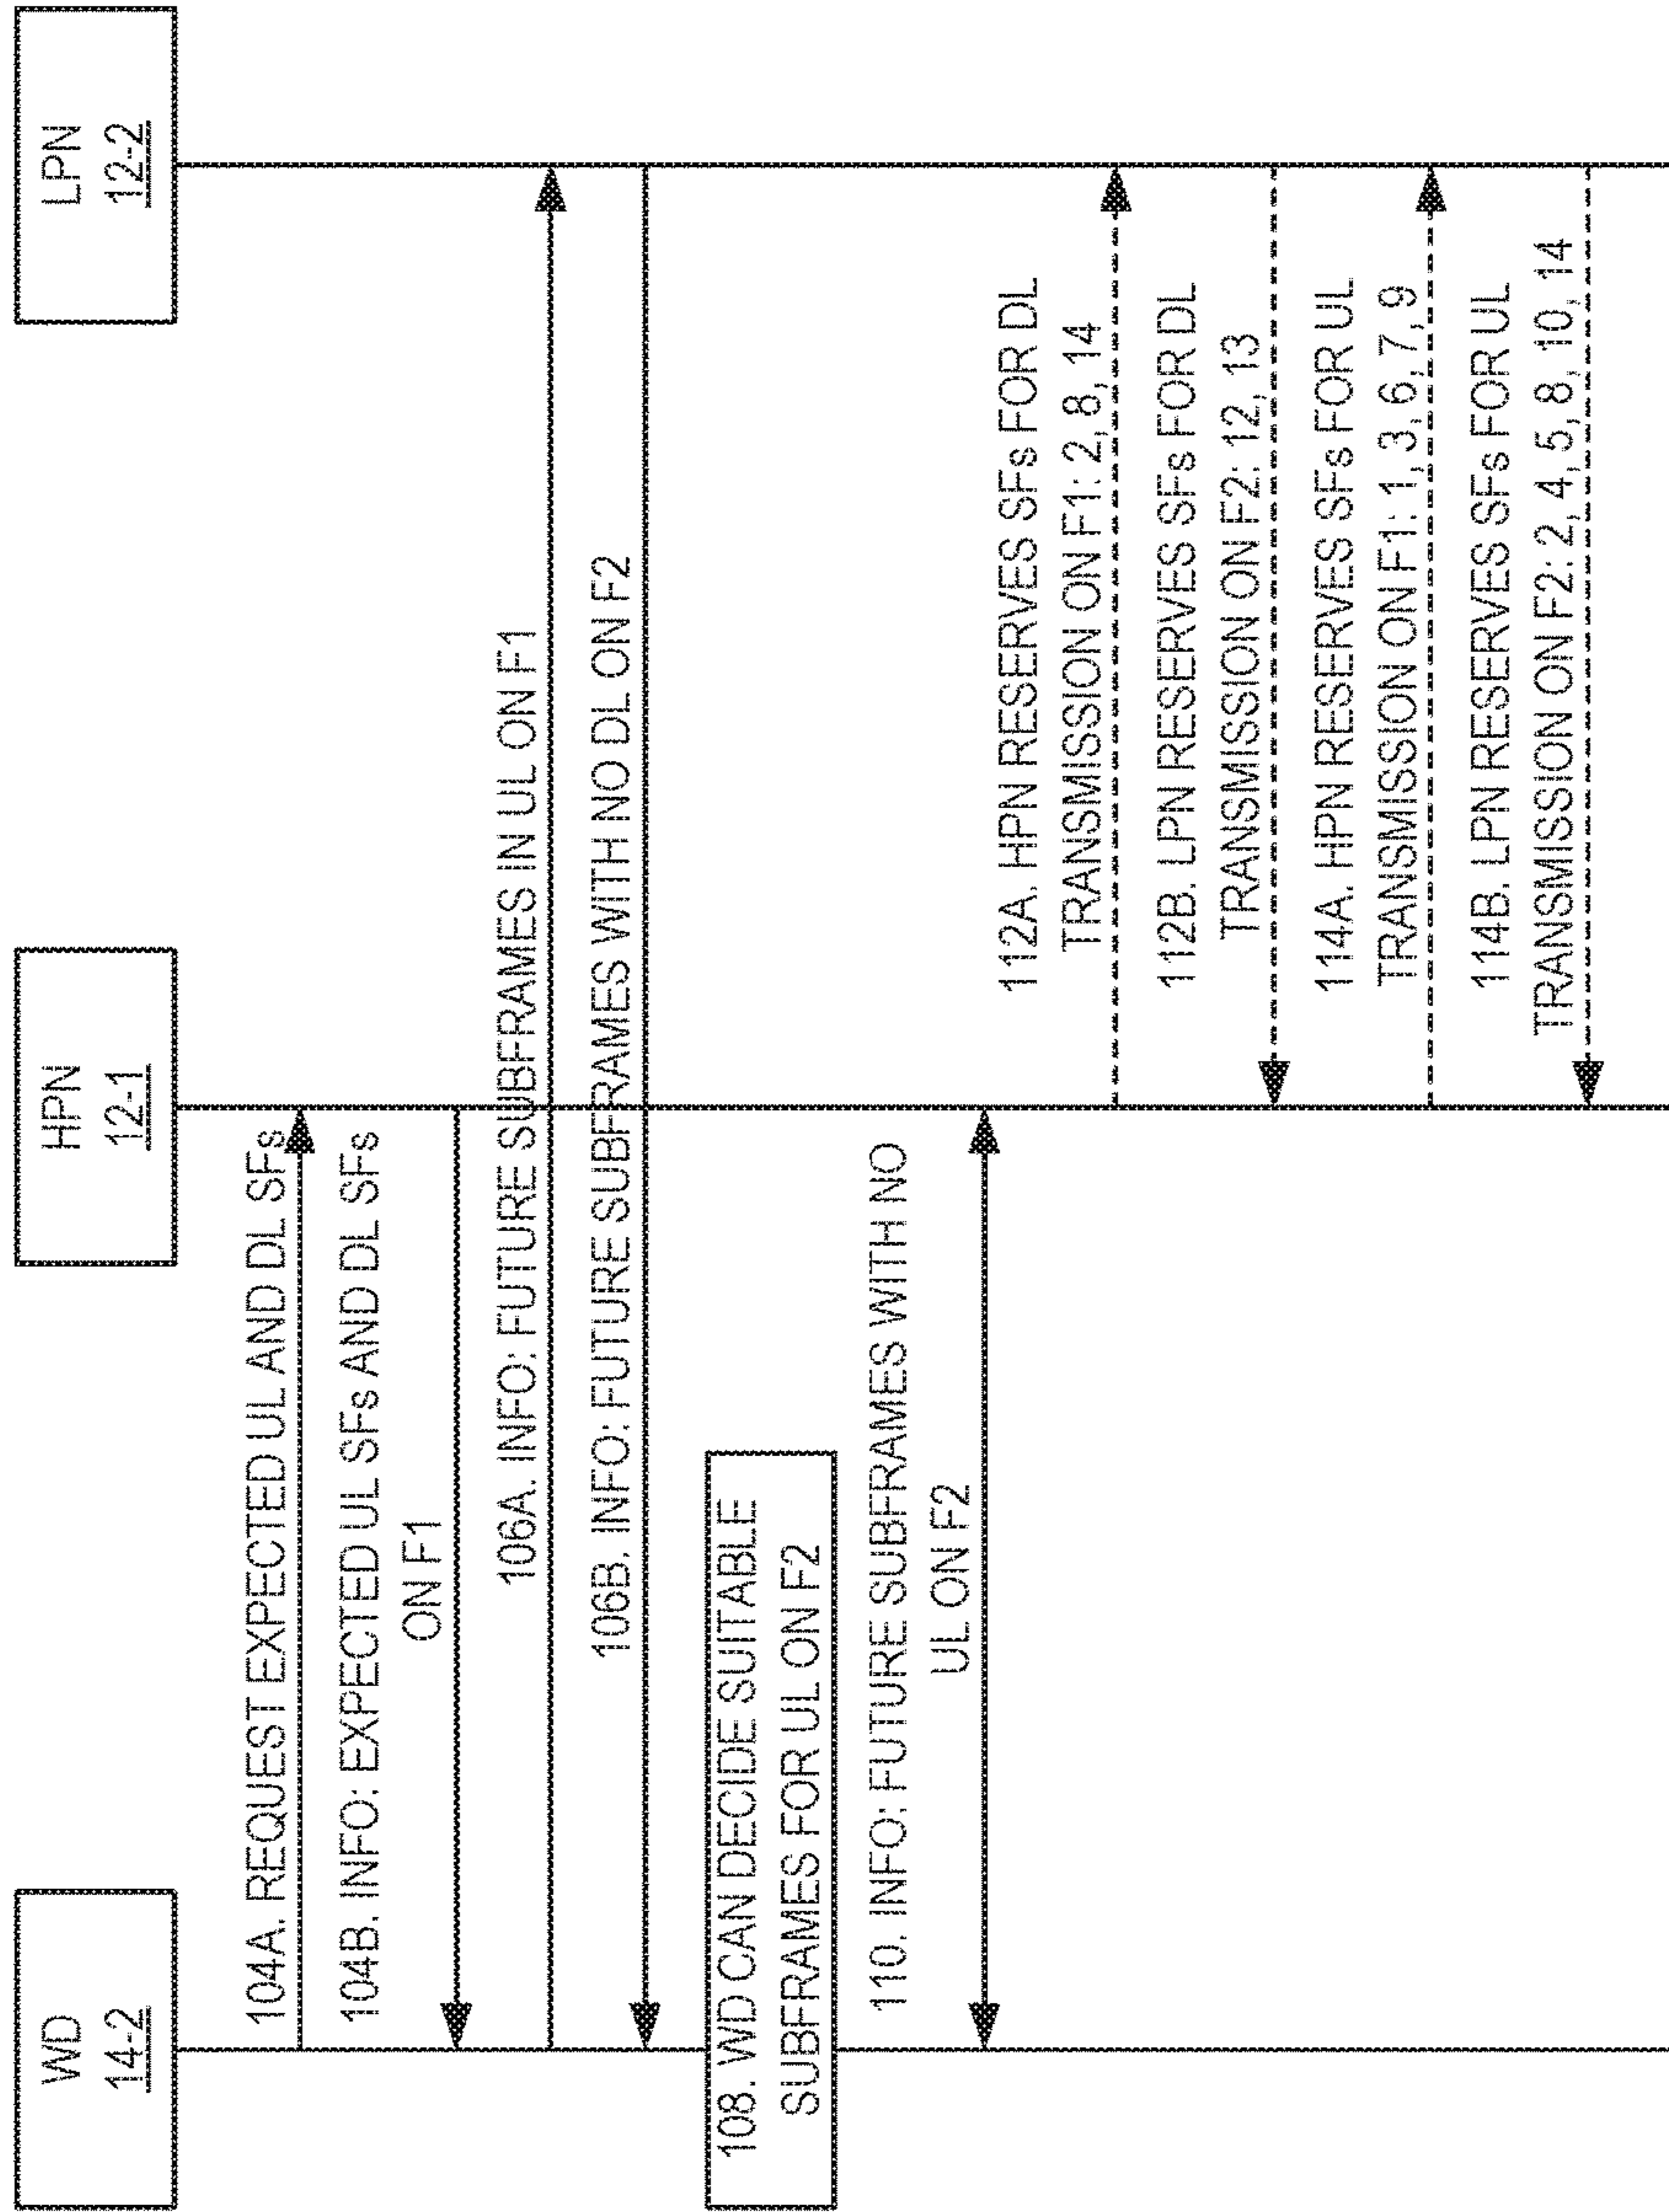 WD
14-2
HPN
12-1
LPN
12-2
104A. REQUEST EXPECTED UL AND DL SFs
104B. INFO: EXPECTED UL SFs AND DL SFs
ON F1
106A. INFO: FUTURE SUBFRAMES IN UL ON F1
106B. INFO: FUTURE SUBFRAMES WITH NO DL ON F2
108. WD CAN DECIDE SUITABLE
SUBFRAMES FOR UL ON F2
110. INFO: FUTURE SUBFRAMES WITH NO
UL ON F2
112A. HPN RESERVES SFs FOR DL
TRANSMISSION ON F1: 2, 8, 14
112B. LPN RESERVES SFs FOR DL
TRANSMISSION ON F2: 12, 13
114A. HPN RESERVES SFs FOR UL
TRANSMISSION ON F1: 1, 3, 6, 7, 9
114B. LPN RESERVES SFs FOR UL
TRANSMISSION ON F2: 2, 4, 5, 8, 10, 14